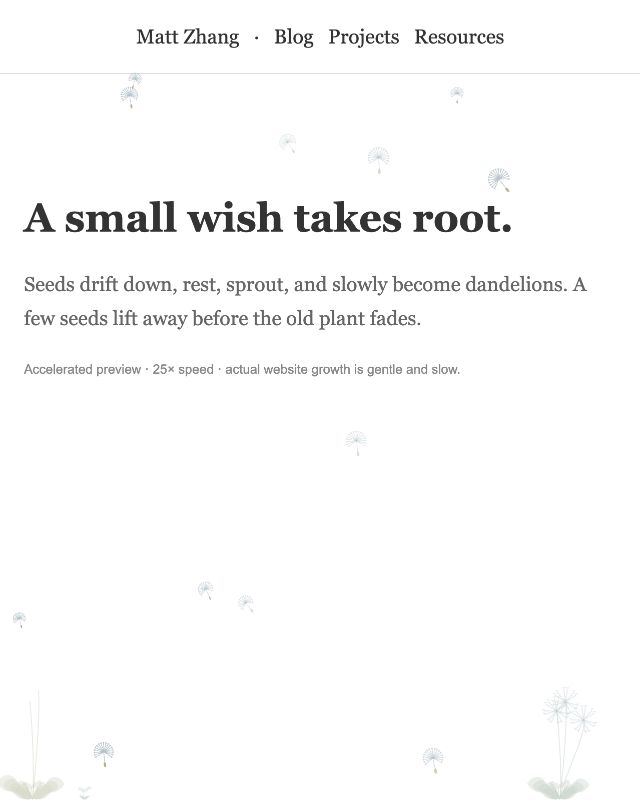 Matt Zhang · Blog Projects Resources
A small wish takes root.
Seeds drift down, rest, sprout, and slowly become dandelions. A
few seeds lift away before the old plant fades.
Accelerated preview · 25× speed · actual website growth is gentle and slow.